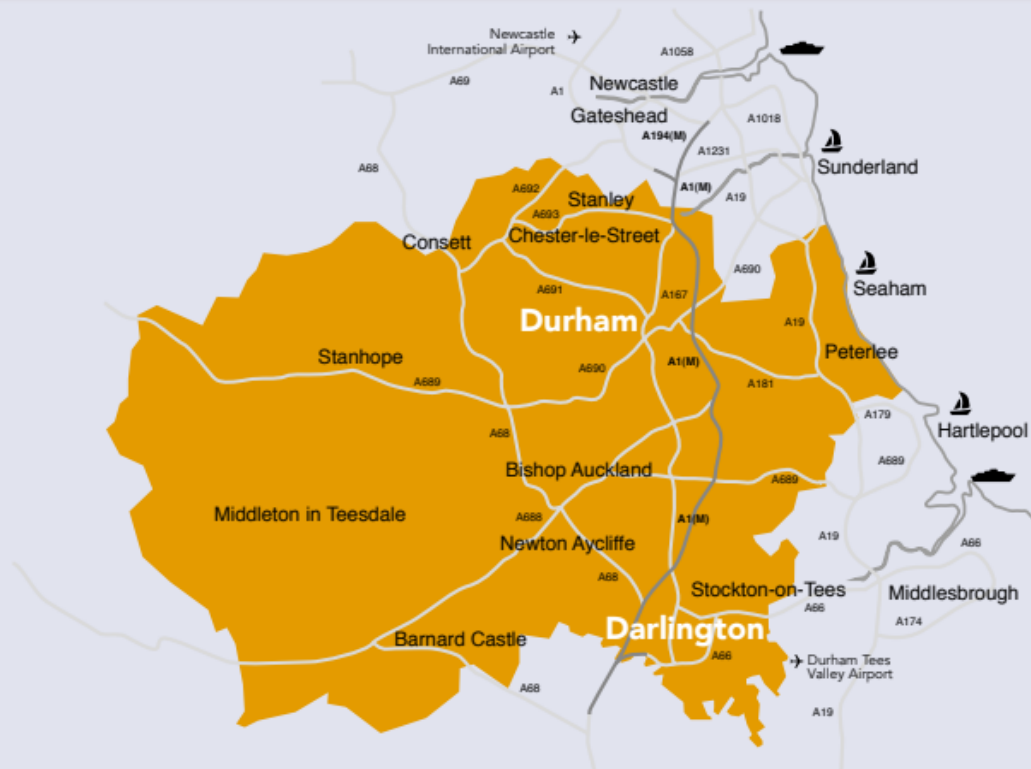 Newcastle
International Airport
A1058
A69
A1
Newcastle
Gateshead
A1018
A194(M)
A1231
A68
Sunderland
A692
A1(M)
A19
Stanley
A693
Chester-le-Street
Consett
A690
A691
Seaham
A167
Durham
A19
Peterlee
Stanhope
A1(M)
A690
A689
A181
A179
Hartlepool
A68
A689
Bishop Auckland
A689
Middleton in Teesdale
A688
A1(M)
A19
Newton Aycliffe
A66
A68
Stockton-on-Tees
Middlesbrough
A66
A174
Darlington
Barnard Castle
A66
Durham Tees
Valley Airport
A68
A19